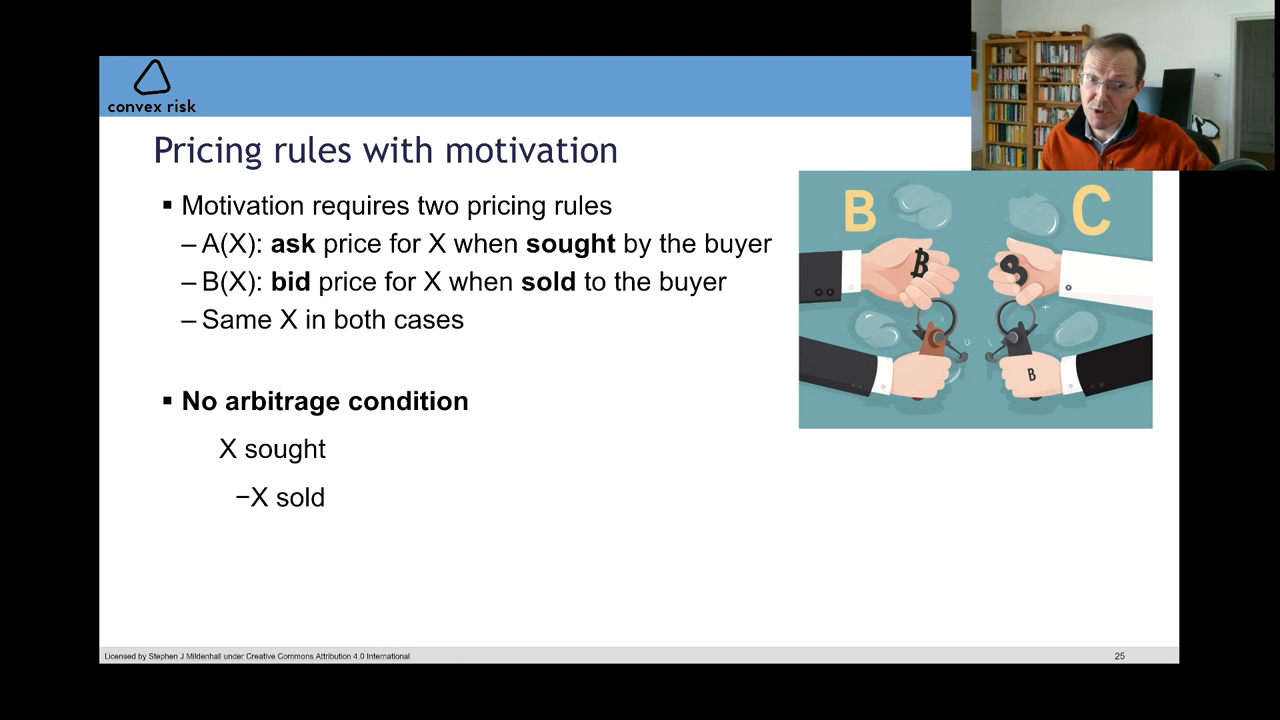 convex risk
Pricing rules with motivation
▪ Motivation requires two pricing rules
– A(X): ask price for X when sought by the buyer
– B(X): bid price for X when sold to the buyer
– Same X in both cases
▪ No arbitrage condition
X sought
−X sold
B
C
B
B
B
Licensed by Stephen J Mildenhall under Creative Commons Attribution 4.0 International
25